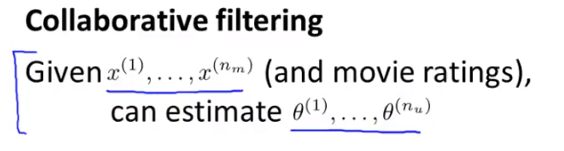 Collaborative filtering
Given x^(1), . . . , x^(n_m) (and movie ratings),
can estimate θ^(1), . . . , θ^(n_u)